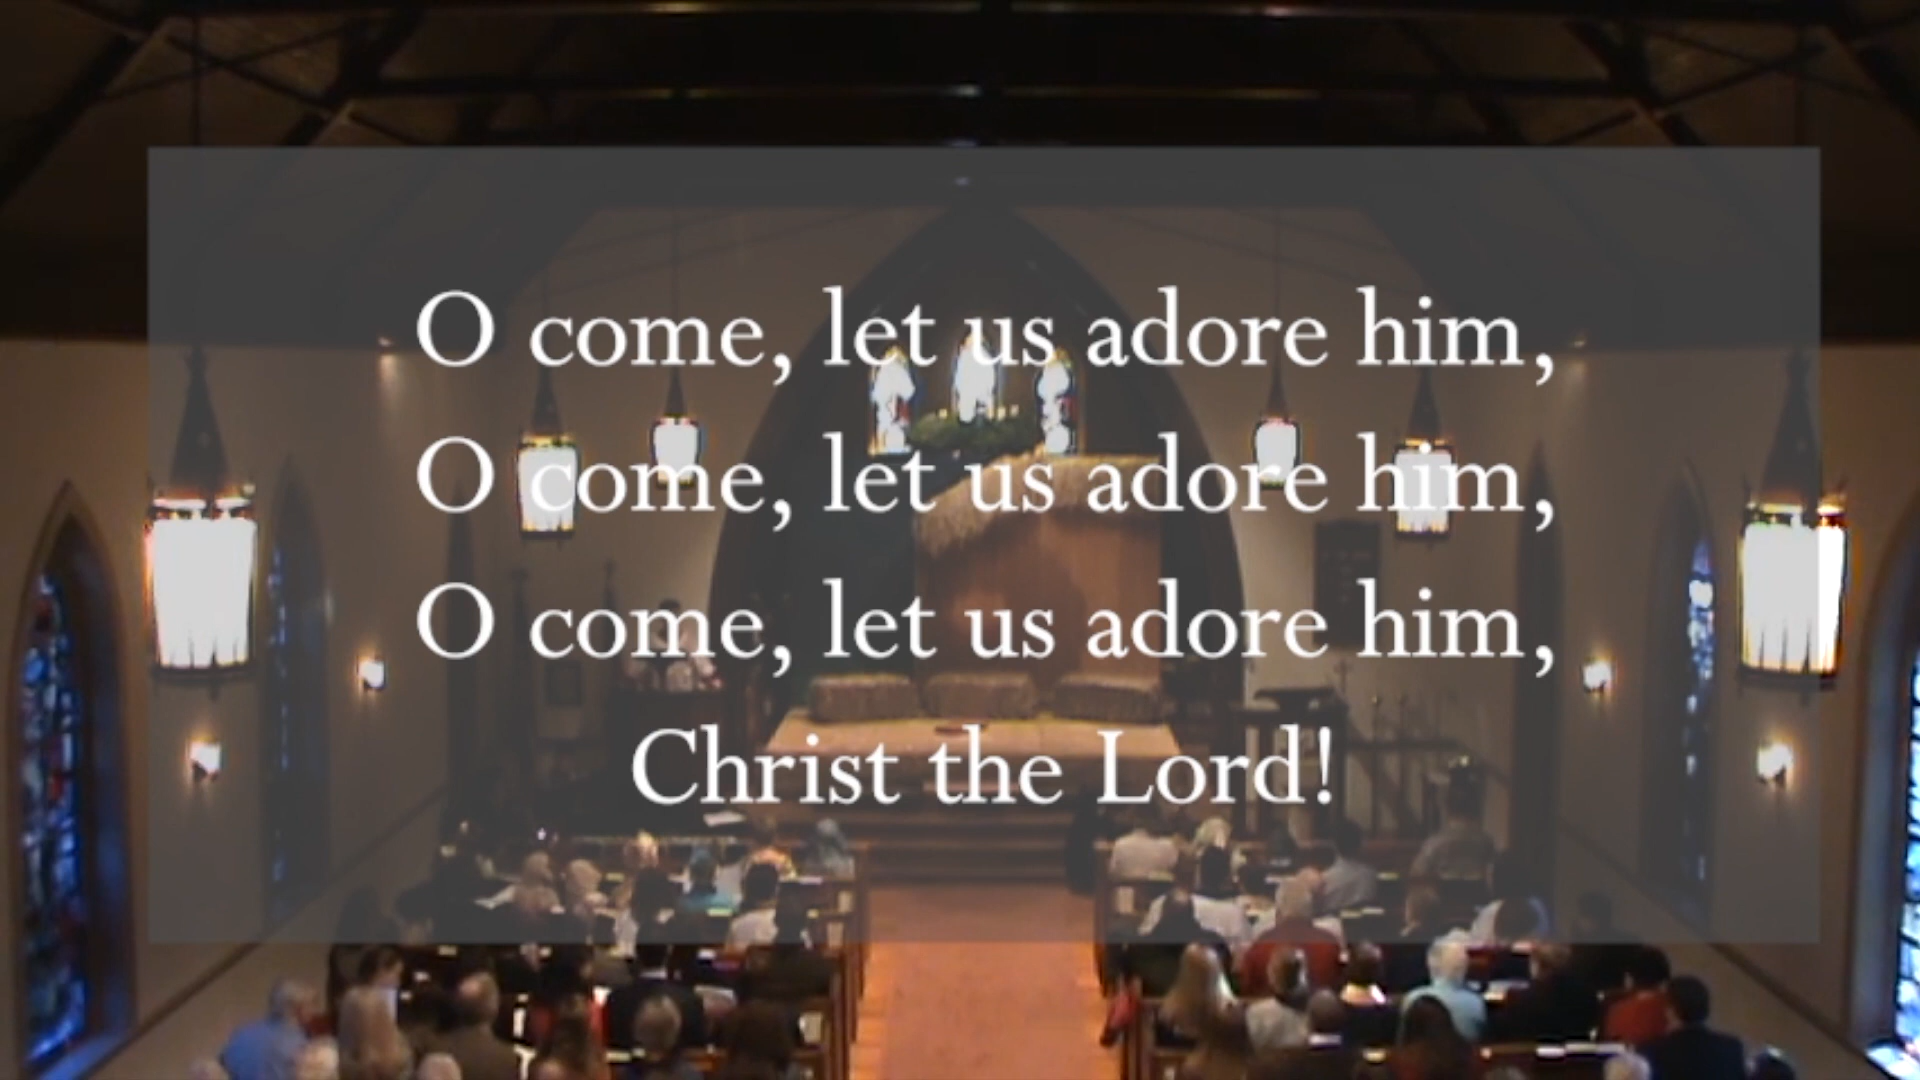 O come, let us adore him,
O come, let us adore him,
O come, let us adore him,
Christ the Lord!